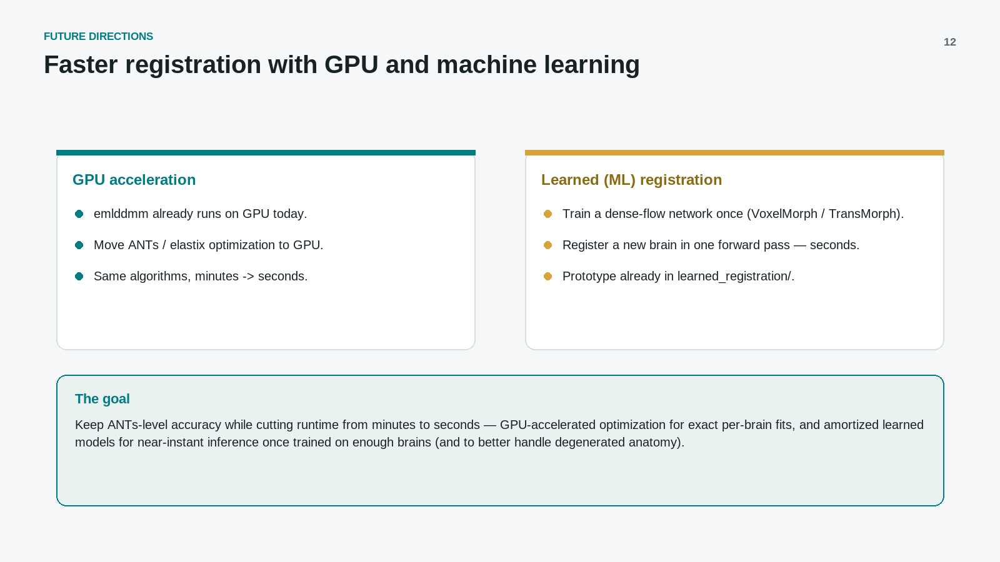 FUTURE DIRECTIONS
12
Faster registration with GPU and machine learning
GPU acceleration
emlddmm already runs on GPU today.
Move ANTs / elastix optimization to GPU.
Same algorithms, minutes -> seconds.
Learned (ML) registration
Train a dense-flow network once (VoxelMorph / TransMorph).
Register a new brain in one forward pass — seconds.
Prototype already in learned_registration/.
The goal
Keep ANTs-level accuracy while cutting runtime from minutes to seconds — GPU-accelerated optimization for exact per-brain fits, and amortized learned
models for near-instant inference once trained on enough brains (and to better handle degenerated anatomy).